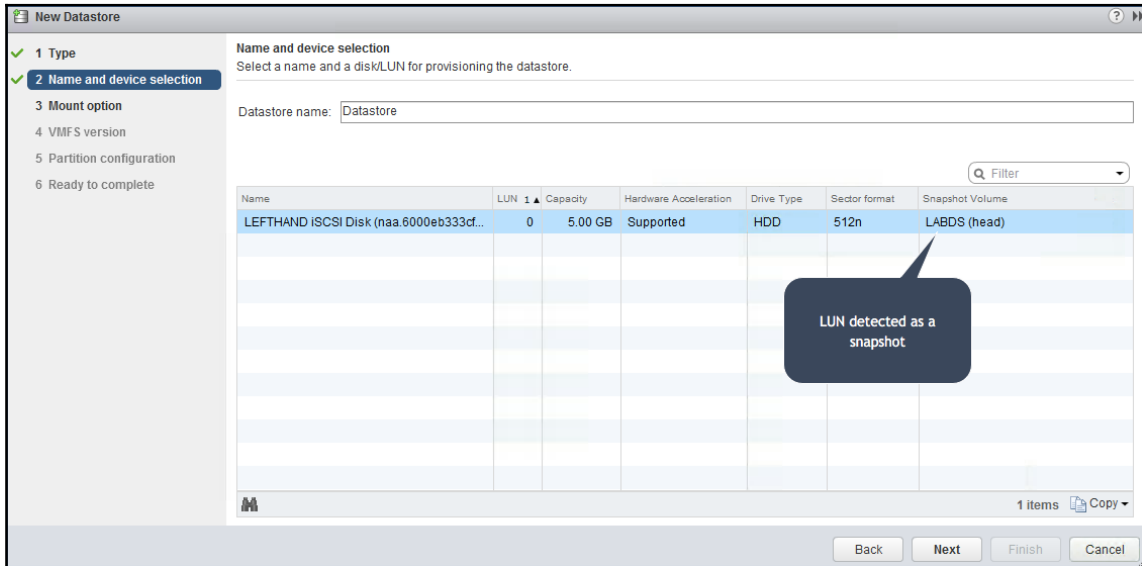 New Datastore
?
1 Type
2 Name and device selection
3 Mount option
4 VMFS version
5 Partition configuration
6 Ready to complete
Name and device selection
Select a name and a disk/LUN for provisioning the datastore.
Datastore name: Datastore
Filter
Name LUN 1 Capacity Hardware Acceleration Drive Type Sector format Snapshot Volume
LEFTHAND iSCSI Disk (naa.6000eb333cf... 0 5.00 GB Supported HDD 512n LABDS (head)
LUN detected as a
snapshot
1 items Copy
Back Next Finish Cancel